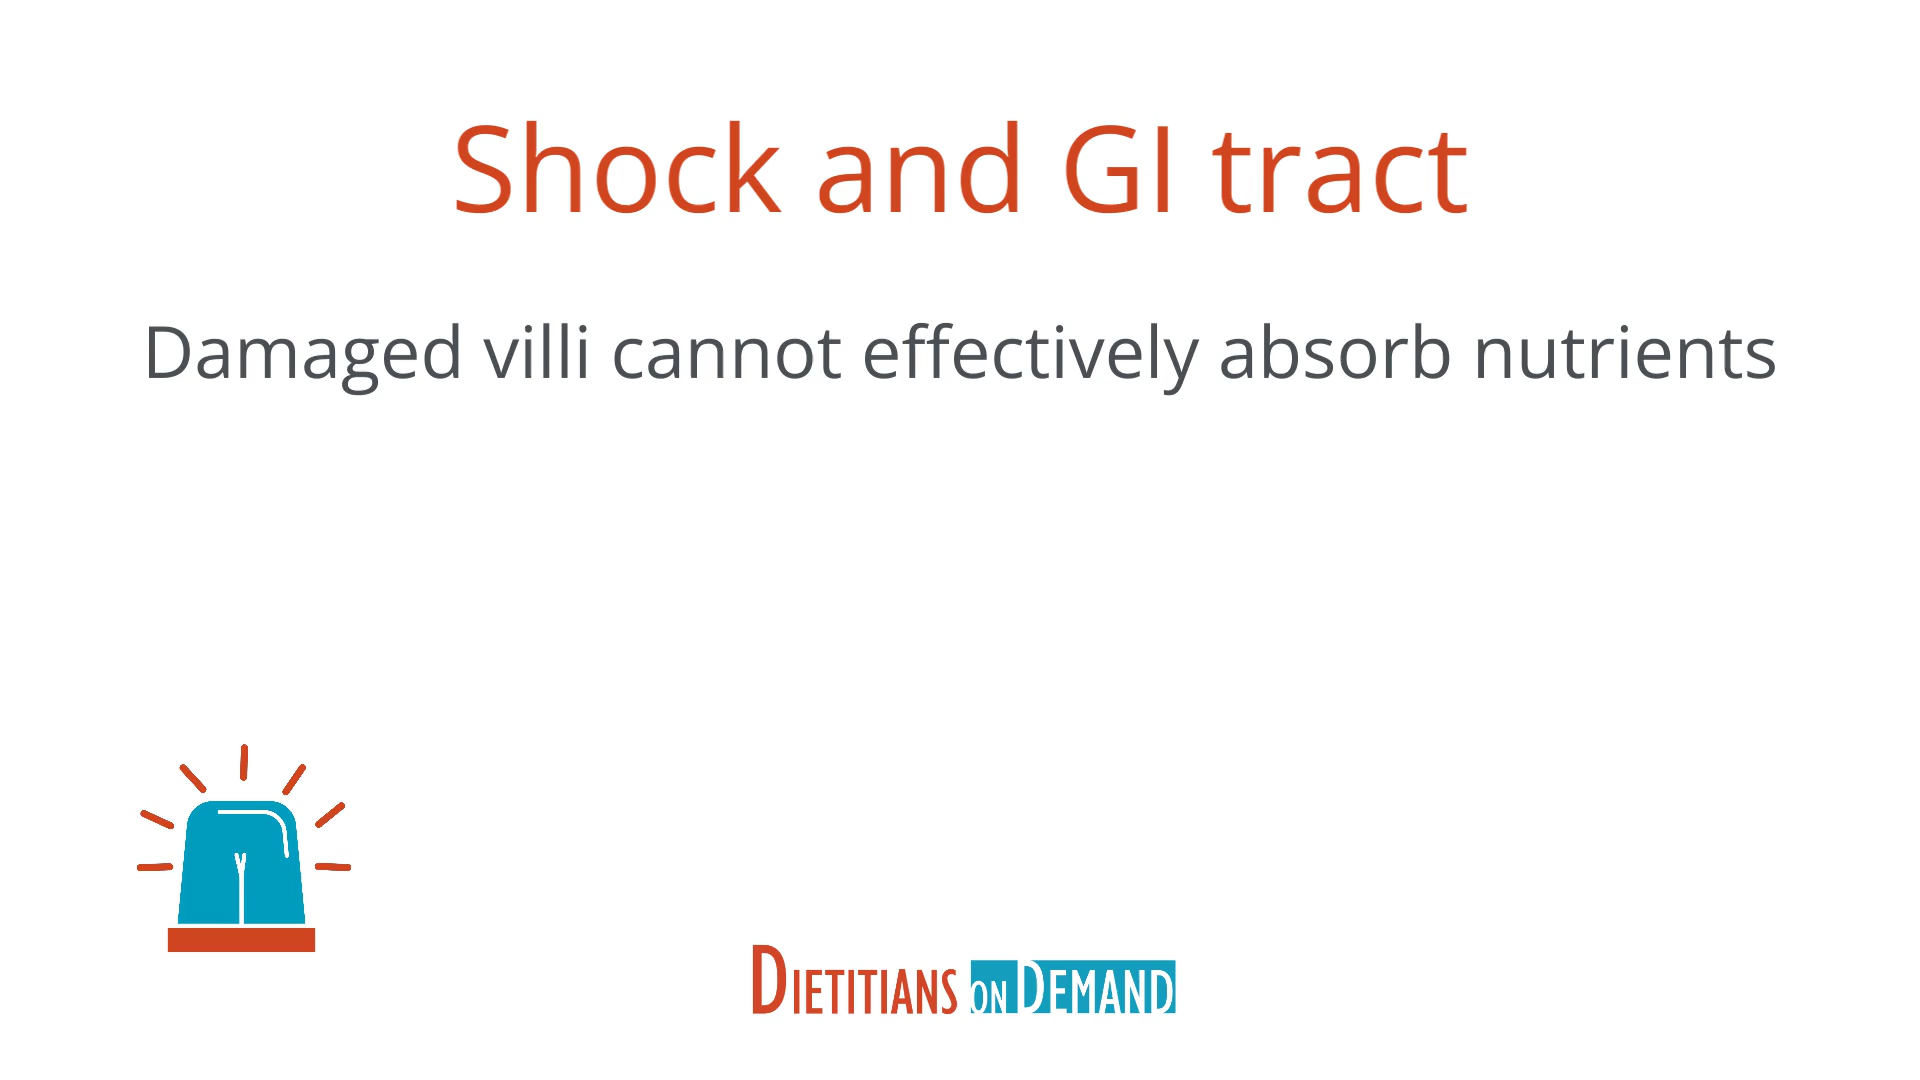 Shock and GI tract
Damaged villi cannot effectively absorb nutrients
DIETITIANS ON DEMAND